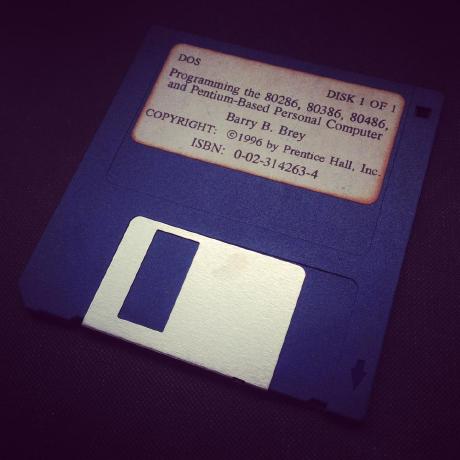 DOS DISK 1 OF 1
Programming the 80286, 80386, 80486,
and Pentium-Based Personal Computer
Barry B. Brey
COPYRIGHT: ©1996 by Prentice Hall, Inc.
ISBN: 0-02-314263-4